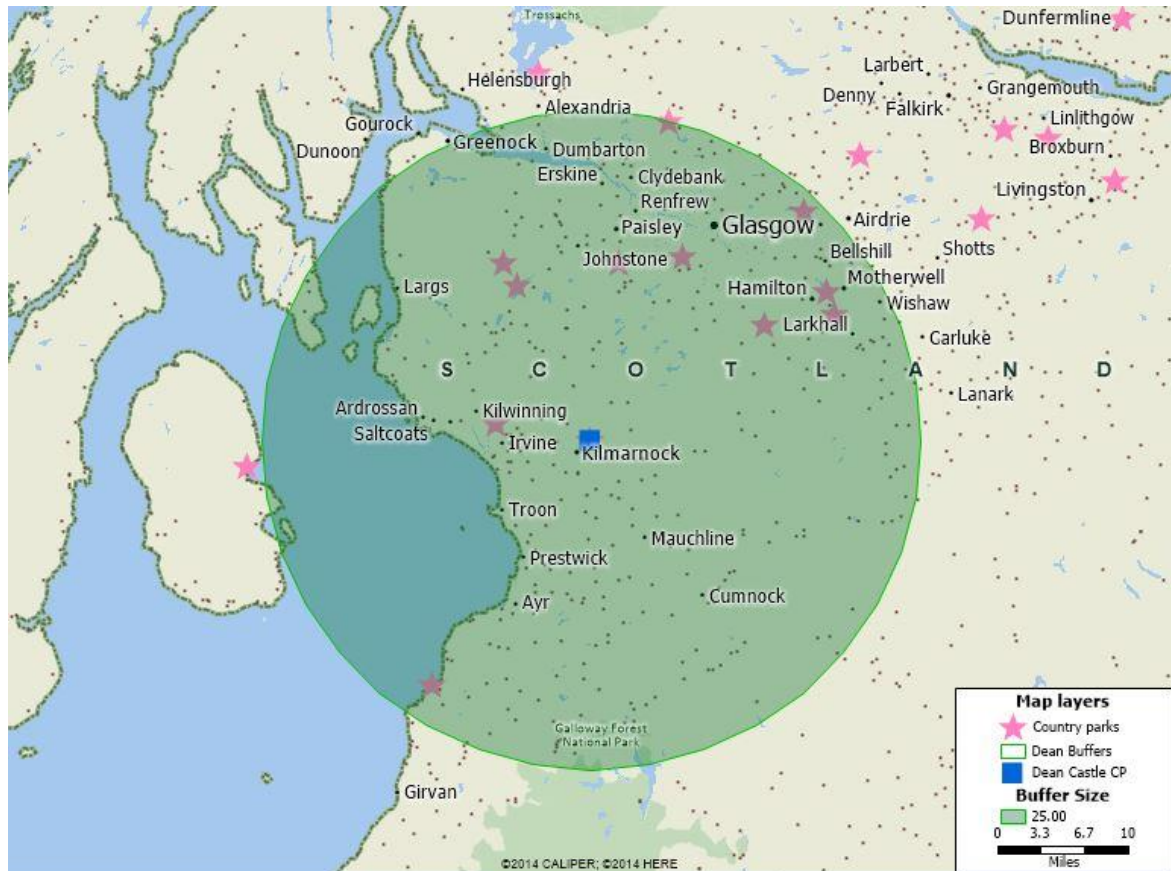 Trossachs
Dunfermline
Helensburgh
Larbert
Grangemouth
Denny
Falkirk
Alexandria
Linlithgow
Gourock
Greenock
Dumbarton
Broxburn
Dunoon
Erskine
Clydebank
Livingston
Renfrew
Glasgow
Airdrie
Paisley
Shotts
Johnstone
Bellshill
Motherwell
Largs
Hamilton
Wishaw
Larkhall
Garluke
S C O T L A N D
Lanark
Ardrossan
Kilwinning
Saltcoats
Irvine
Kilmarnock
Troon
Mauchline
Prestwick
Cumnock
Ayr
Galloway Forest
National Park
Girvan
Map layers
Country parks
Dean Buffers
Dean Castle CP
Buffer Size
25.00
0 3.3 6.7 10
Miles
©2014 CALIPER; ©2014 HERE